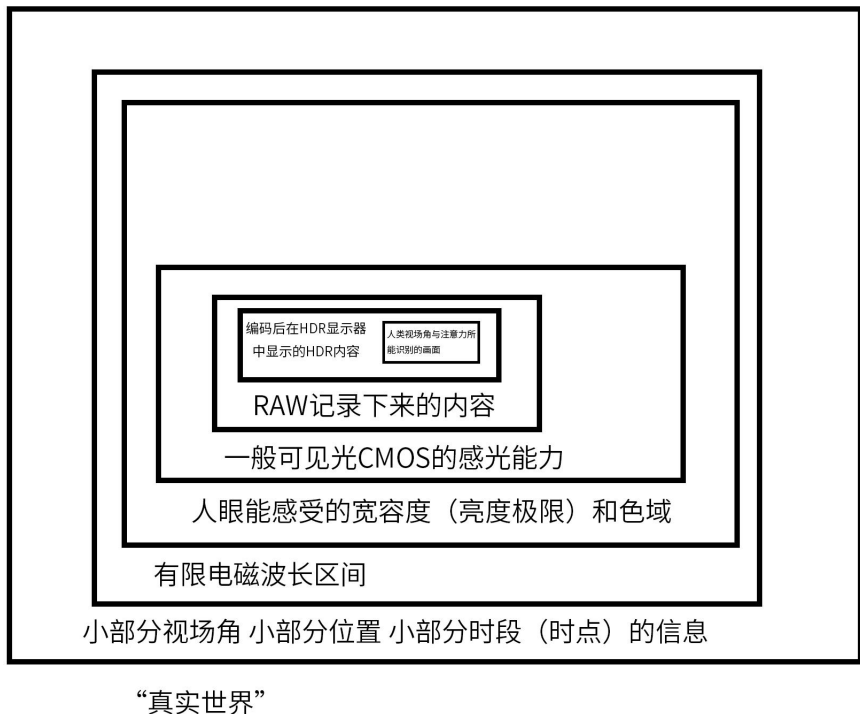 编码后在HDR显示器
中显示的HDR内容
人类视场角与注意力所
能识别的画面
RAW记录下来的内容
一般可见光CMOS的感光能力
人眼能感受的宽容度（亮度极限）和色域
有限电磁波长区间
小部分视场角 小部分位置 小部分时段（时点）的信息
“真实世界”